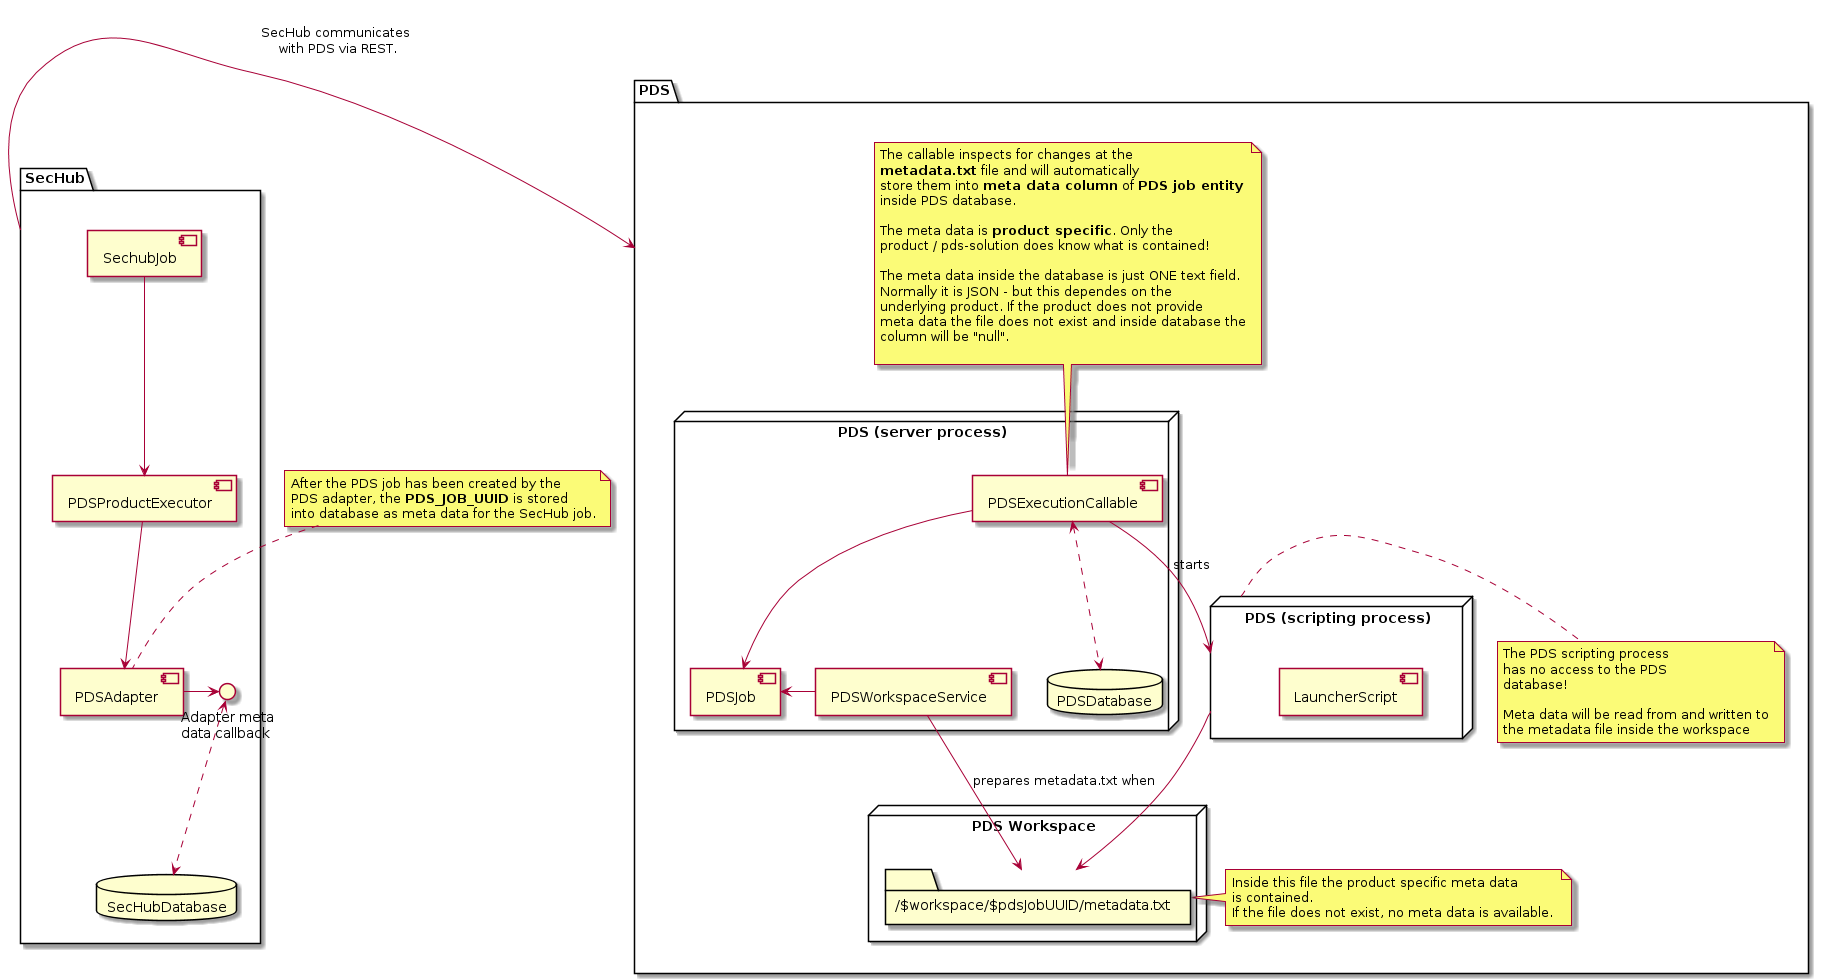 SecHub communicates
with PDS via REST.
PDS
The callable inspects for changes at the
metadata.txt file and will automatically
store them into meta data column of PDS job entity
inside PDS database.
The meta data is product specific. Only the
product / pds-solution does know what is contained!
The meta data inside the database is just ONE text field.
Normally it is JSON - but this dependes on the
underlying product. If the product does not provide
meta data the file does not exist and inside database the
column will be "null".
SecHub
SechubJob
PDSProductExecutor
After the PDS job has been created by the
PDS adapter, the PDS_JOB_UUID is stored
into database as meta data for the SecHub job.
PDSAdapter
Adapter meta
data callback
SecHubDatabase
PDS (server process)
PDSExecutionCallable
starts
PDSJob
PDSWorkspaceService
PDSDatabase
PDS (scripting process)
LauncherScript
The PDS scripting process
has no access to the PDS
database!
Meta data will be read from and written to
the metadata file inside the workspace
prepares metadata.txt when
PDS Workspace
/$workspace/$pdsJobUUID/metadata.txt
Inside this file the product specific meta data
is contained.
If the file does not exist, no meta data is available.